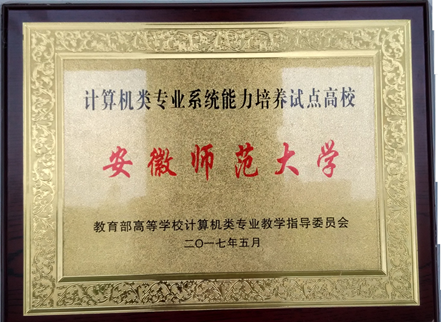 计算机类专业系统能力培养试点高校
安徽师范大学
教育部高等学校计算机类专业教学指导委员会
二〇一七年五月